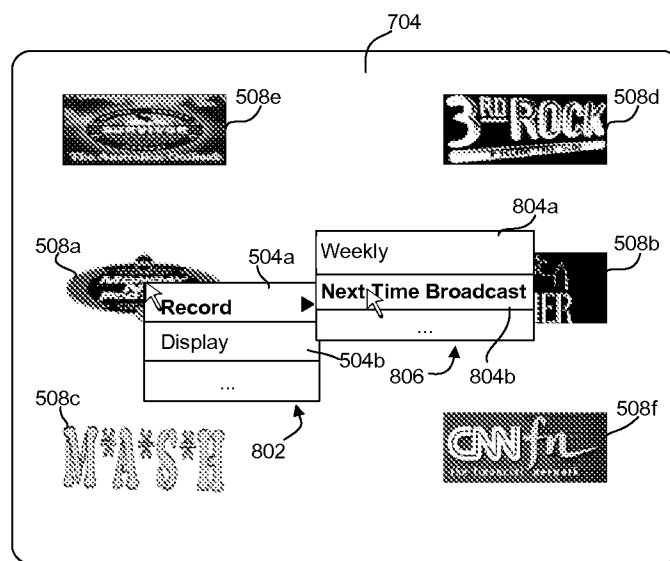 704
508e
508d
SURVIVOR
3RD ROCK
804a
508a
504a
Weekly
508b
Record
Next Time Broadcast
Display
504b
...
806
804b
...
508c
802
508f
M*A*S*H
CNNfn